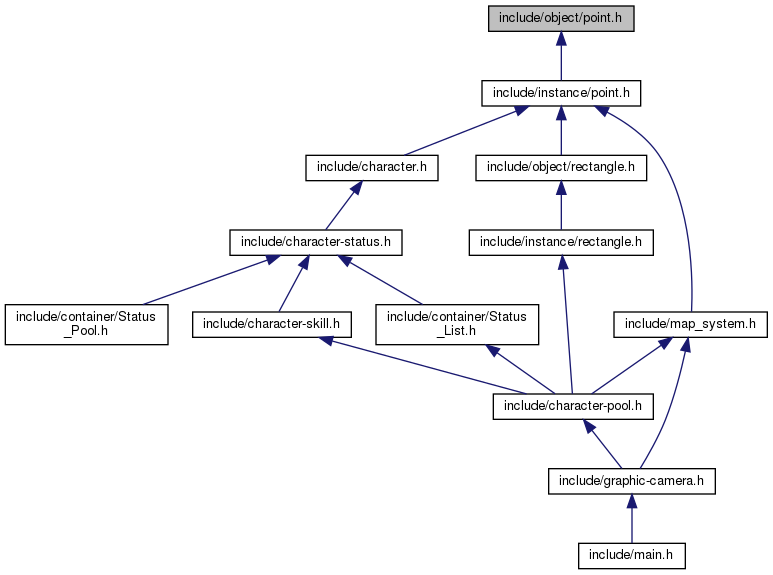 include/object/point.h
include/instance/point.h
include/character.h
include/object/rectangle.h
include/character-status.h
include/instance/rectangle.h
include/container/Status
_Pool.h
include/character-skill.h
include/container/Status
_List.h
include/map_system.h
include/character-pool.h
include/graphic-camera.h
include/main.h